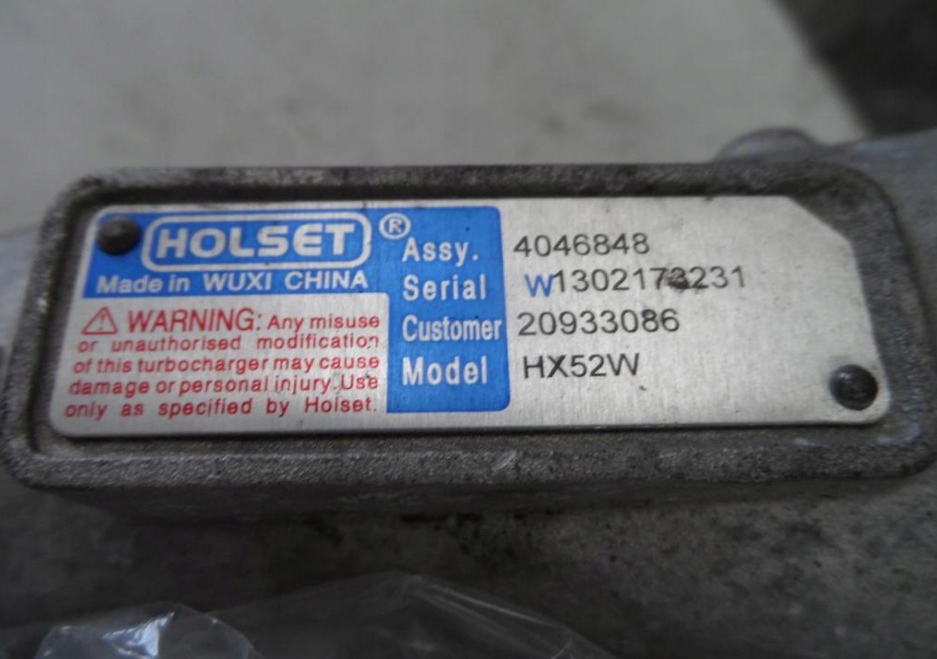 HOLSET®
Made in WUXI CHINA
⚠ WARNING: Any misuse
or unauthorised modification
of this turbocharger may cause
damage or personal injury. Use
only as specified by Holset.
Assy. 4046848
Serial W1302173231
Customer 20933086
Model HX52W